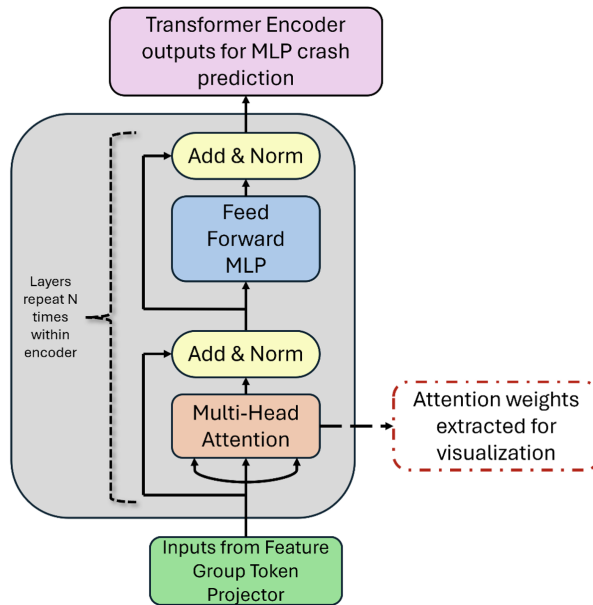 Transformer Encoder
outputs for MLP crash
prediction
Add & Norm
Feed
Forward
MLP
Layers
repeat N
times
within
encoder
Add & Norm
Multi-Head
Attention
Attention weights
extracted for
visualization
Inputs from Feature
Group Token
Projector